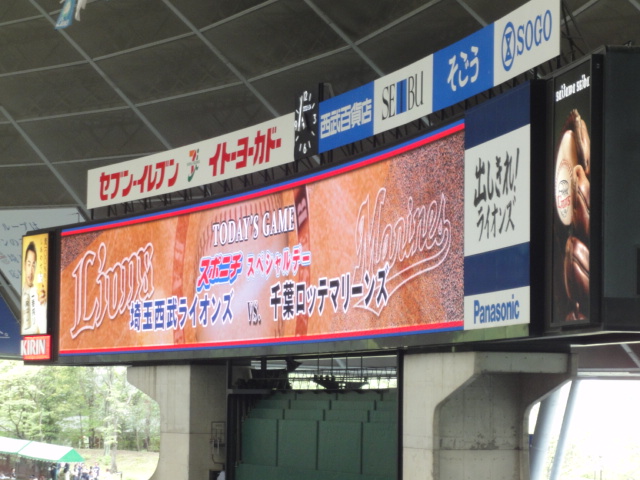 セブン-イレブン イトーヨーカドー
西武百貨店
SEIBU
そごう
SOGO
TODAY'S GAME
スポニチ スペシャルデー
Lions
Marines
埼玉西武ライオンズ VS. 千葉ロッテマリーンズ
出しきれ!
ライオンズ
Panasonic
KIRIN